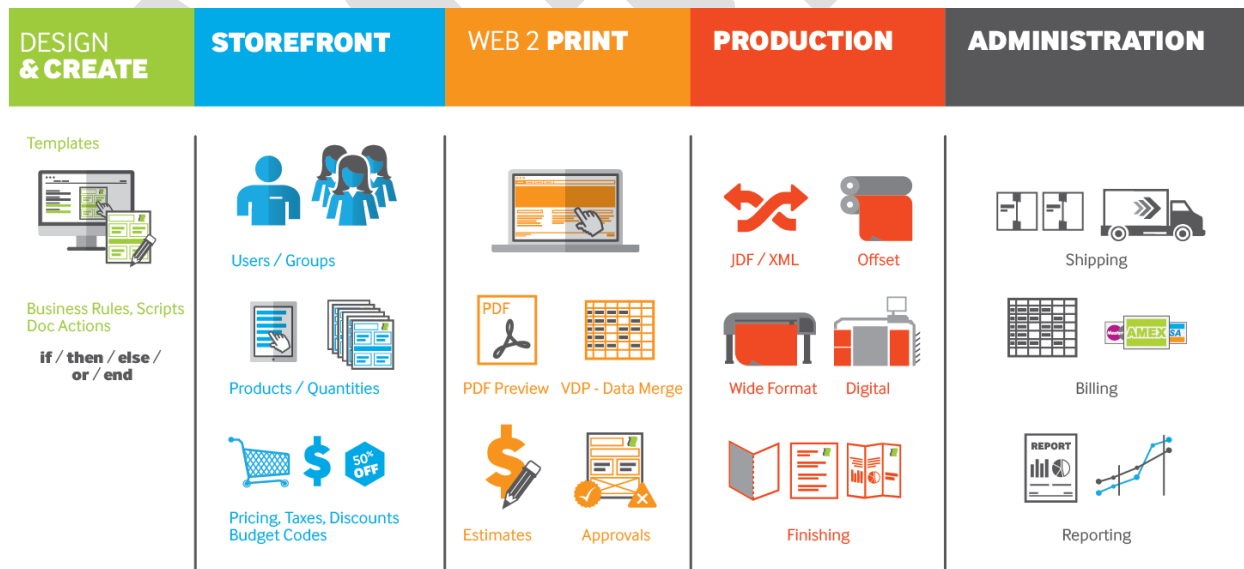 DESIGN
& CREATE
STOREFRONT
WEB 2 PRINT
PRODUCTION
ADMINISTRATION
Templates
Business Rules, Scripts
Doc Actions
if / then / else /
or / end
Users / Groups
Products / Quantities
50%
OFF
Pricing, Taxes, Discounts
Budget Codes
PDF
PDF Preview
VDP - Data Merge
Estimates
Approvals
JDF / XML
Offset
Wide Format
Digital
Finishing
Shipping
AMEX
SA
Billing
REPORT
Reporting